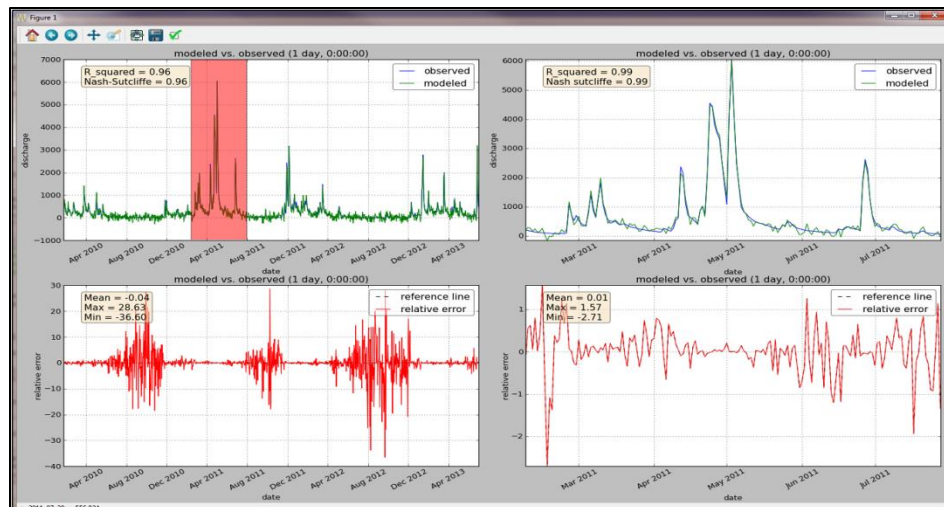 Figure 1
modeled vs. observed (1 day, 0:00:00)
R_squared = 0.96
Nash-Sutcliffe = 0.96
observed
modeled
7000
6000
5000
4000
3000
2000
1000
0
-1000
discharge
Apr 2010
Aug 2010
Dec 2010
Apr 2011
Aug 2011
Dec 2011
Apr 2012
Aug 2012
Dec 2012
Apr 2013
date
modeled vs. observed (1 day, 0:00:00)
R_squared = 0.99
Nash sutcliffe = 0.99
observed
modeled
6000
5000
4000
3000
2000
1000
0
discharge
Mar 2011
Apr 2011
May 2011
Jun 2011
Jul 2011
date
modeled vs. observed (1 day, 0:00:00)
Mean = -0.04
Max = 28.63
Min = -36.60
reference line
relative error
30
20
10
0
-10
-20
-30
-40
relative error
Apr 2010
Aug 2010
Dec 2010
Apr 2011
Aug 2011
Dec 2011
Apr 2012
Aug 2012
Dec 2012
Apr 2013
date
modeled vs. observed (1 day, 0:00:00)
Mean = 0.01
Max = 1.57
Min = -2.71
reference line
relative error
1
0
−1
−2
relative error
Mar 2011
Apr 2011
May 2011
Jun 2011
Jul 2011
date